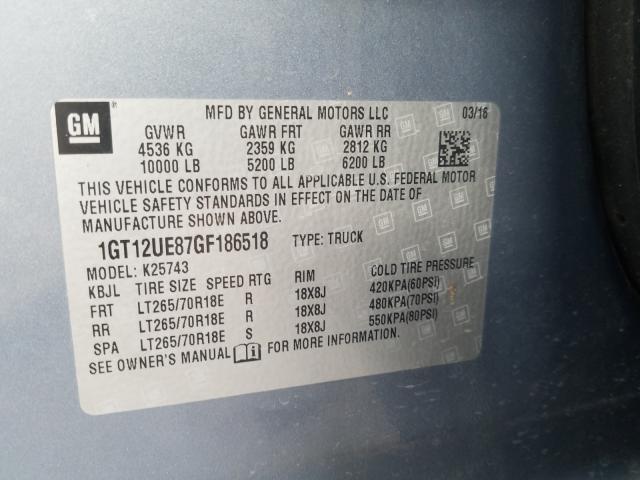 GM
MFD BY GENERAL MOTORS LLC 03/16
GVWR GAWR FRT GAWR RR
4536 KG 2359 KG 2812 KG
10000 LB 5200 LB 6200 LB
THIS VEHICLE CONFORMS TO ALL APPLICABLE U.S. FEDERAL MOTOR
VEHICLE SAFETY STANDARDS IN EFFECT ON THE DATE OF
MANUFACTURE SHOWN ABOVE.
1GT12UE87GF186518 TYPE: TRUCK
MODEL: K25743
KBJL TIRE SIZE SPEED RTG RIM COLD TIRE PRESSURE
FRT LT265/70R18E R 18X8J 420KPA(60PSI)
RR LT265/70R18E R 18X8J 480KPA(70PSI)
SPA LT265/70R18E S 18X8J 550KPA(80PSI)
SEE OWNER'S MANUAL FOR MORE INFORMATION.